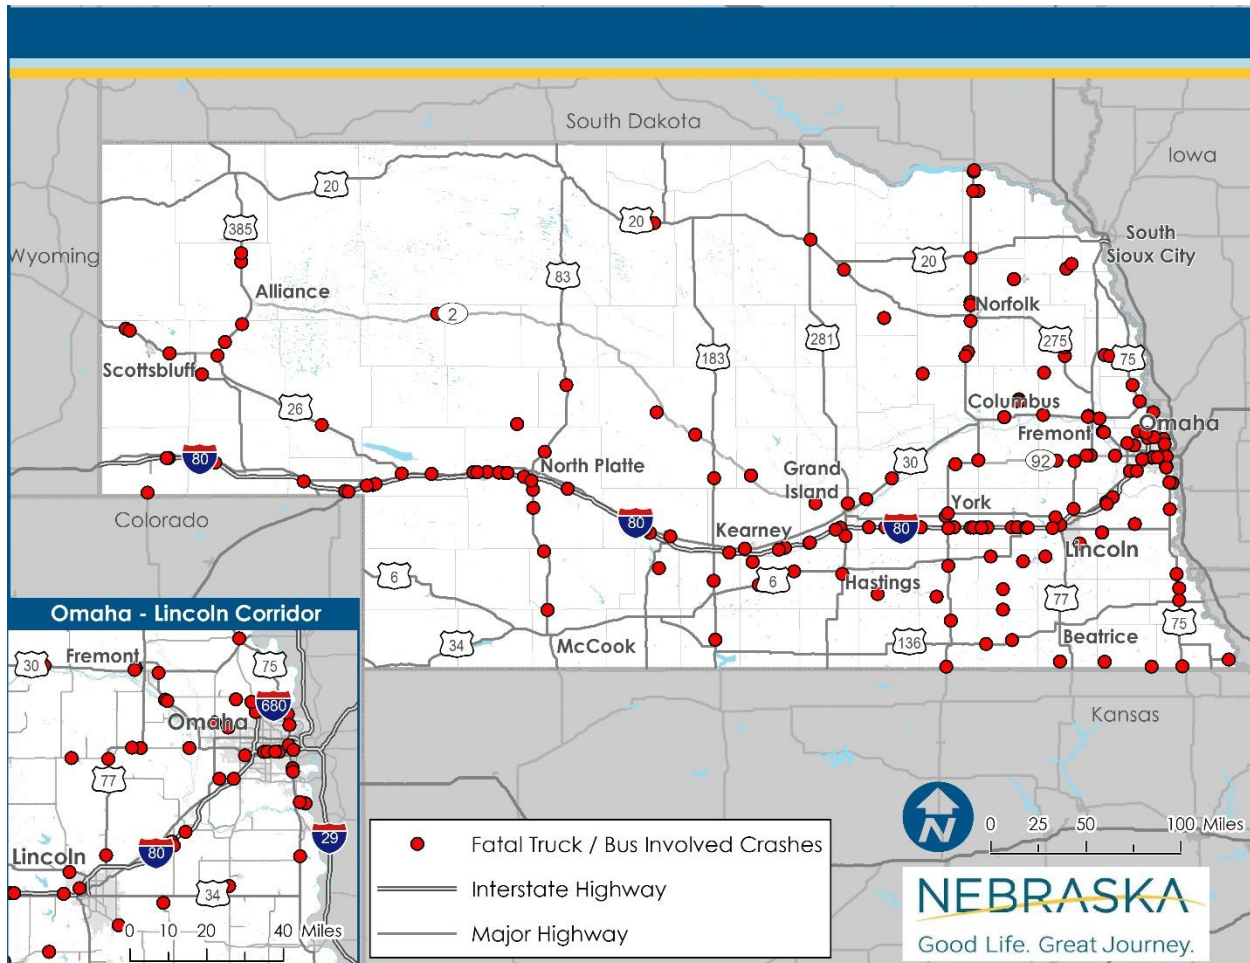 South Dakota
Iowa
20
385
20
South
Sioux City
Wyoming
20
83
Alliance
2
Norfolk
281
275
183
75
Scottsbluff
Columbus
26
Omaha
Fremont
80
North Platte
Grand
Island
30
92
York
Colorado
80
Kearney
80
Lincoln
6
6
Hastings
77
34
McCook
136
Beatrice
75
Kansas
Omaha - Lincoln Corridor
30
Fremont
75
680
Omaha
77
29
80
Lincoln
34
0 10 20 40 Miles
Fatal Truck / Bus Involved Crashes
Interstate Highway
Major Highway
N
0 25 50 100 Miles
NEBRASKA
Good Life. Great Journey.